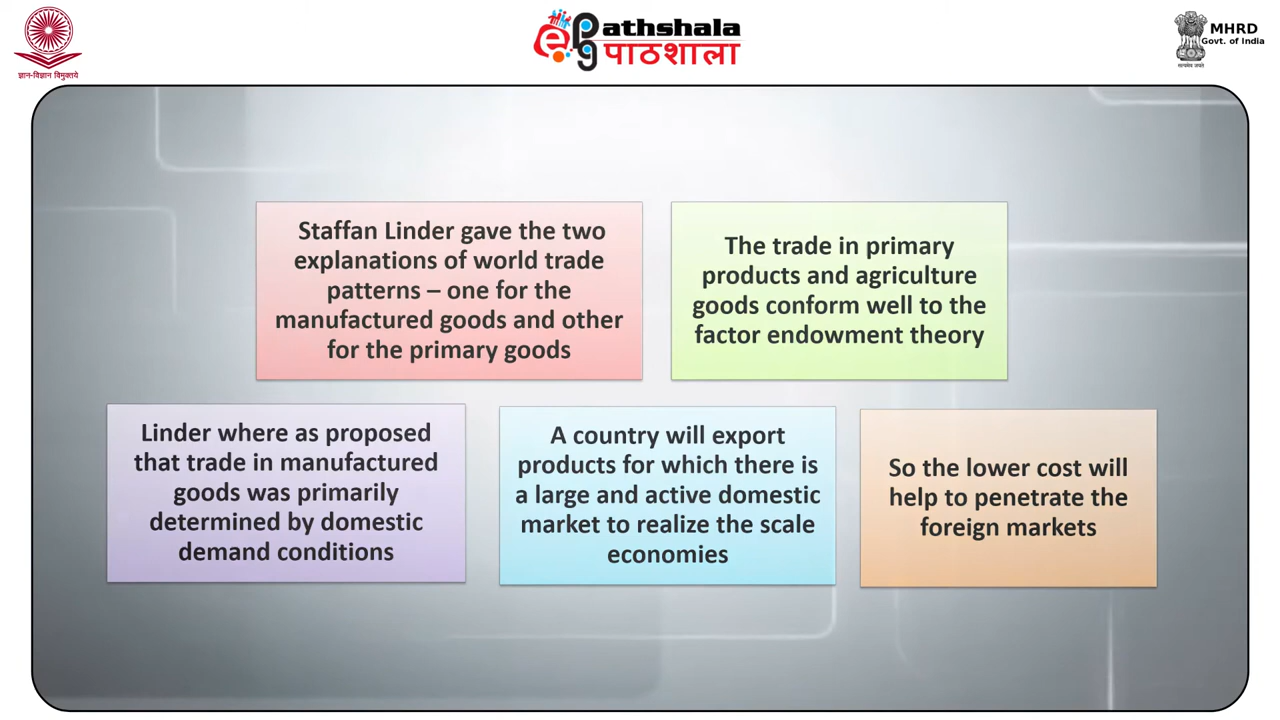 ज्ञान-विज्ञान विमुक्तये
epg
athshala
पाठशाला
MHRD
Govt. of India
सत्यमेव जयते
Staffan Linder gave the two
explanations of world trade
patterns – one for the
manufactured goods and other
for the primary goods
The trade in primary
products and agriculture
goods conform well to the
factor endowment theory
Linder where as proposed
that trade in manufactured
goods was primarily
determined by domestic
demand conditions
A country will export
products for which there is
a large and active domestic
market to realize the scale
economies
So the lower cost will
help to penetrate the
foreign markets